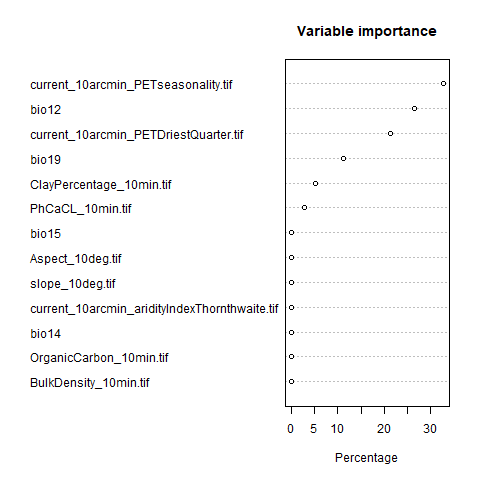 Variable importance
current_10arcmin_PETseasonality.tif
bio12
current_10arcmin_PETDriestQuarter.tif
bio19
ClayPercentage_10min.tif
PhCaCL_10min.tif
bio15
Aspect_10deg.tif
slope_10deg.tif
current_10arcmin_aridityIndexThornthwaite.tif
bio14
OrganicCarbon_10min.tif
BulkDensity_10min.tif
0 5 10 20 30
Percentage